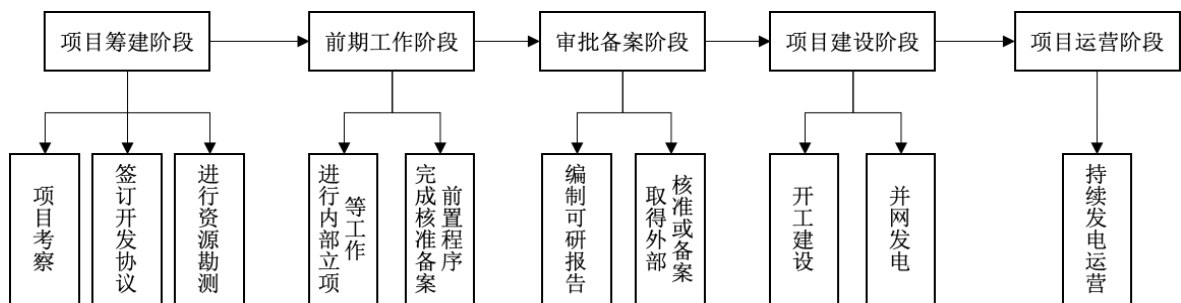 项目筹建阶段
前期工作阶段
审批备案阶段
项目建设阶段
项目运营阶段
项目考察
签订开发协议
进行资源勘测
进行内部立项
等工作
完成核准备案
前置程序
编制可研报告
取得外部
核准或备案
开工建设
并网发电
持续发电运营